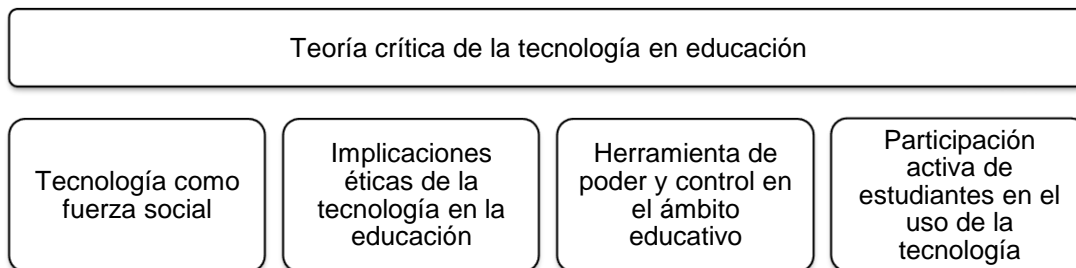 Teoría crítica de la tecnología en educación
Tecnología como
fuerza social
Implicaciones
éticas de la
tecnología en la
educación
Herramienta de
poder y control en
el ámbito
educativo
Participación
activa de
estudiantes en el
uso de la
tecnología